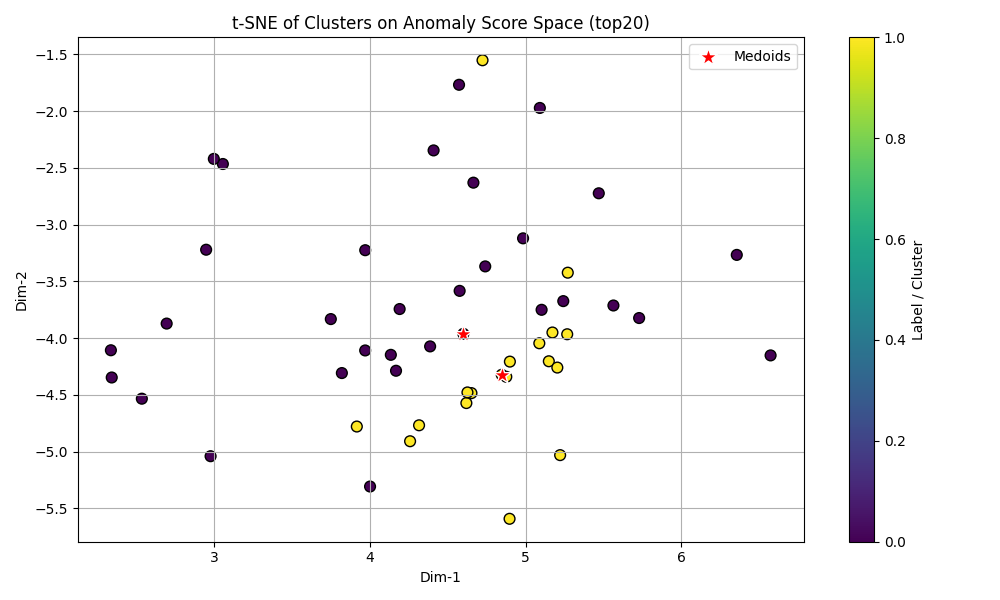 t-SNE of Clusters on Anomaly Score Space (top20)
Medoids
−1.5
−2.0
−2.5
−3.0
−3.5
−4.0
−4.5
−5.0
−5.5
Dim-2
3 4 5 6
Dim-1
1.0
0.8
0.6
0.4
0.2
0.0
Label / Cluster